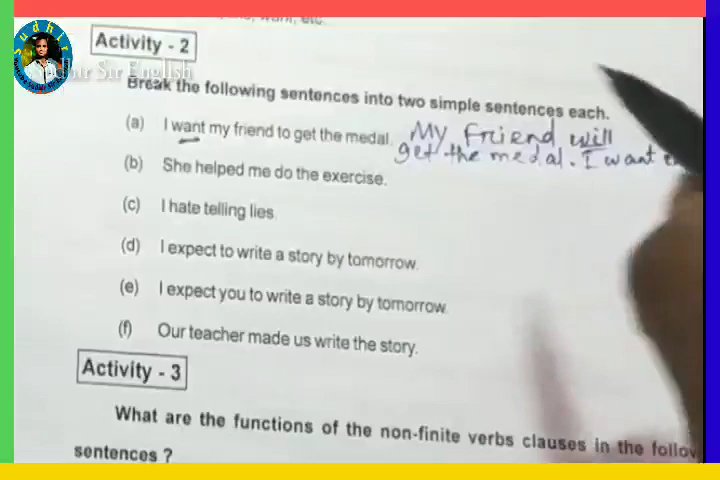 Sudhir
Sudhir Sir English
Activity - 2
Break the following sentences into two simple sentences each.
(a) I want my friend to get the medal. My Friend will
get the medal. I want
(b) She helped me do the exercise.
(c) I hate telling lies.
(d) I expect to write a story by tomorrow.
(e) I expect you to write a story by tomorrow.
(f) Our teacher made us write the story.
Activity - 3
What are the functions of the non-finite verbs clauses in the
sentences ?